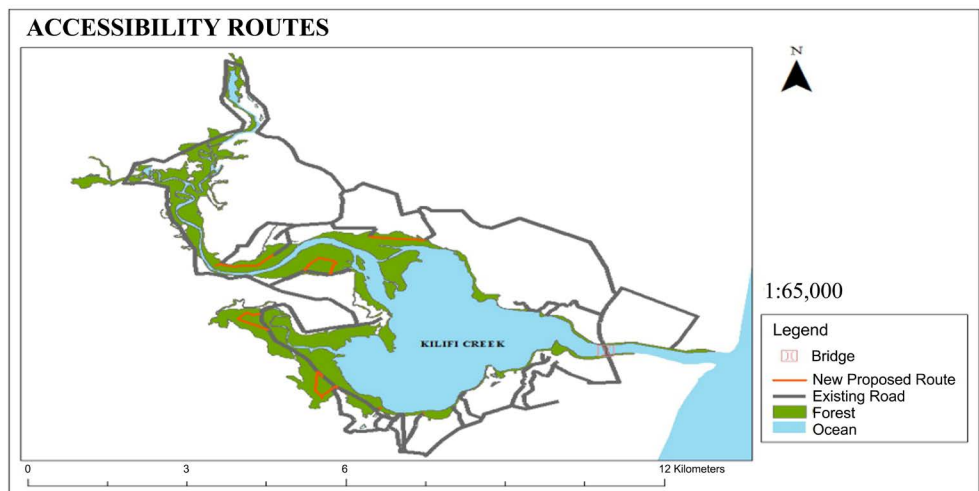 ACCESSIBILITY ROUTES
N
KILIFI CREEK
1:65,000
Legend
Bridge
New Proposed Route
Existing Road
Forest
Ocean
0 3 6 12 Kilometers